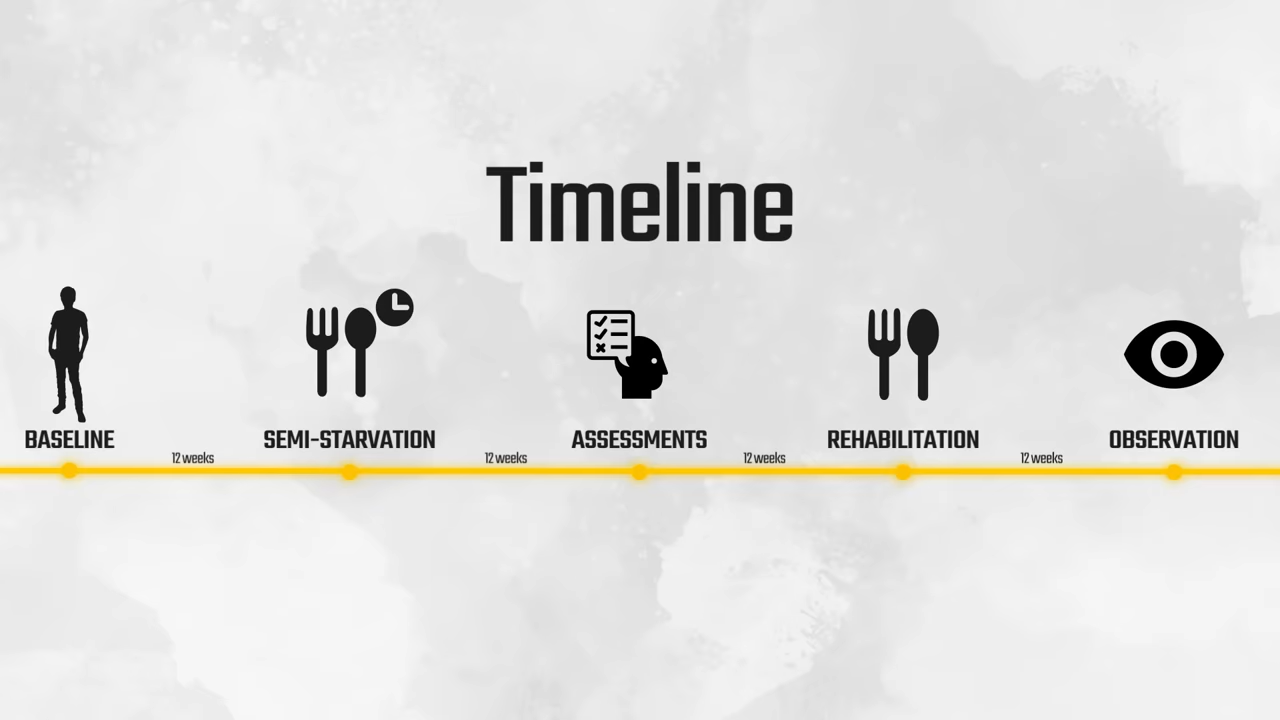 Timeline
BASELINE
SEMI-STARVATION
ASSESSMENTS
REHABILITATION
OBSERVATION
12 weeks
12 weeks
12 weeks
12 weeks